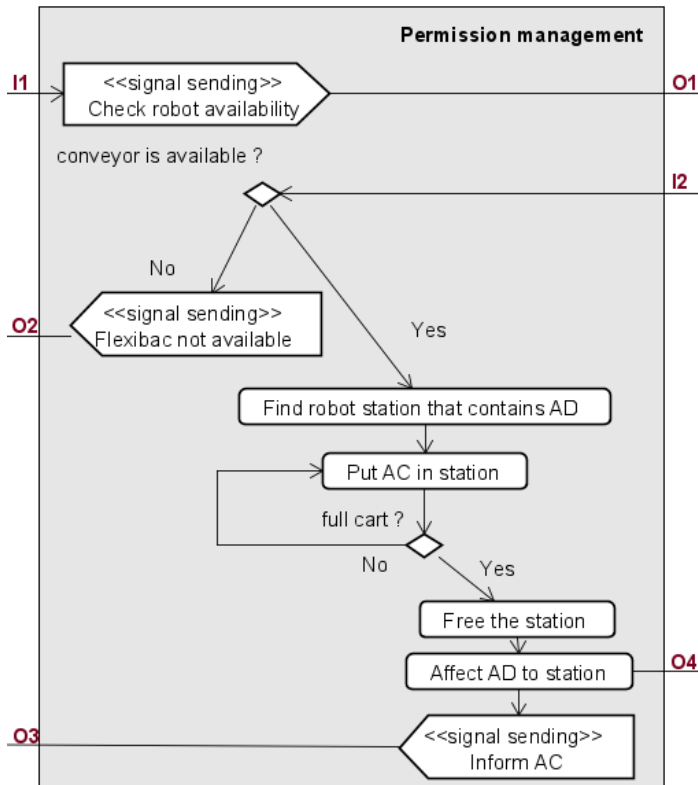 Permission management
I1
<<signal sending>>
Check robot availability
O1
conveyor is available ?
I2
No
<<signal sending>>
Flexibac not available
O2
Yes
Find robot station that contains AD
Put AC in station
full cart ?
No
Yes
Free the station
Affect AD to station
O4
O3
<<signal sending>>
Inform AC